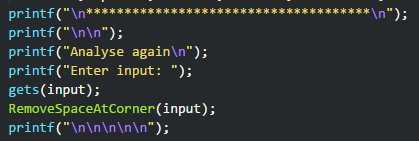 printf("\n*************************************\n");
printf("\n\n");
printf("Analyse again\n");
printf("Enter input: ");
gets(input);
RemoveSpaceAtCorner(input);
printf("\n\n\n\n\n");